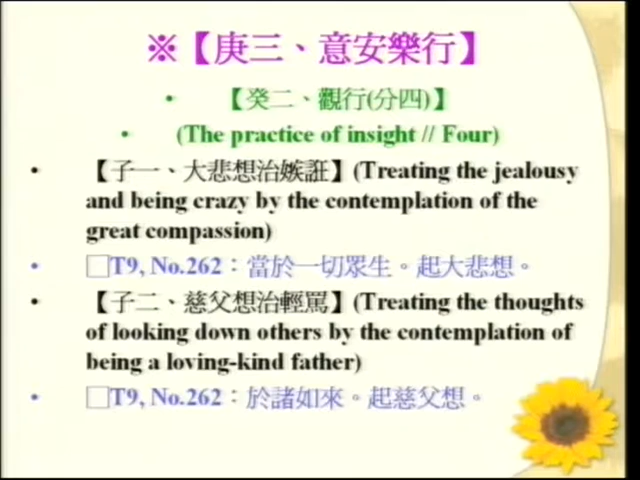 ※【庚三、意安樂行】
• 【癸二、觀行(分四)】
• (The practice of insight // Four)
• 【子一、大悲想治嫉誑】(Treating the jealousy
and being crazy by the contemplation of the
great compassion)
• □T9, No.262：當於一切眾生。起大悲想。
• 【子二、慈父想治輕罵】(Treating the thoughts
of looking down others by the contemplation of
being a loving-kind father)
• □T9, No.262：於諸如來。起慈父想。